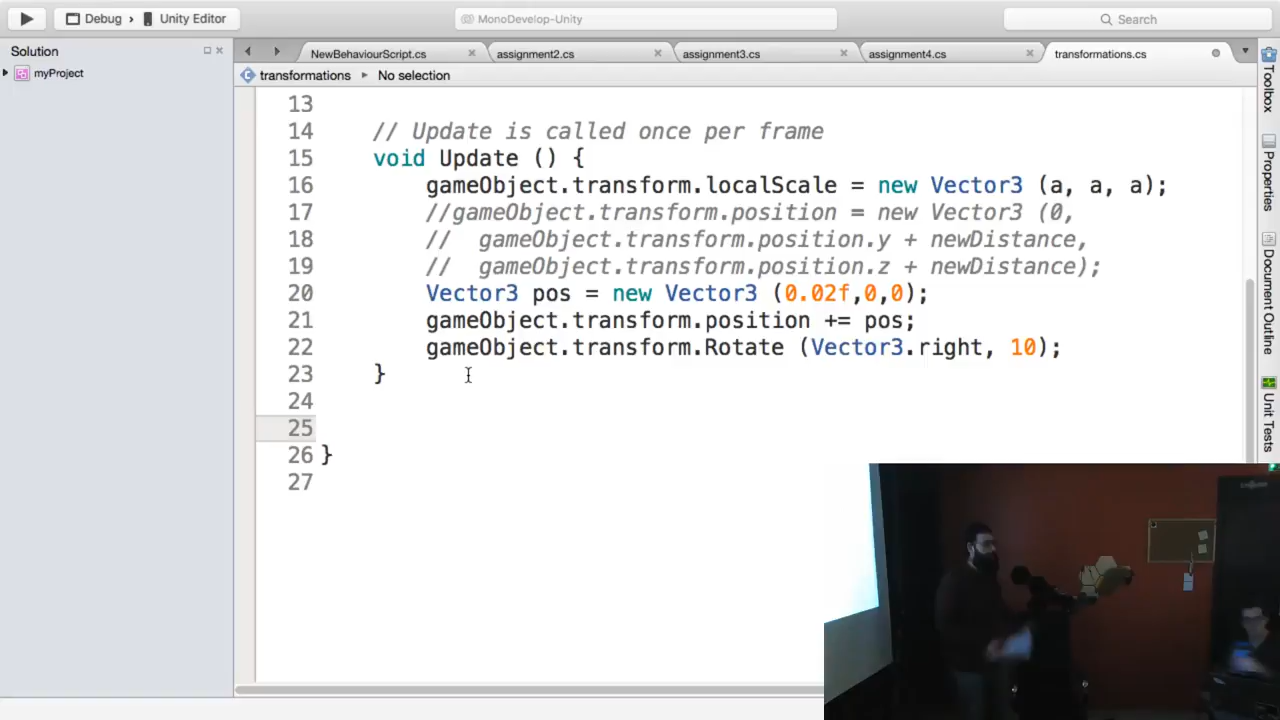 Debug › Unity Editor
MonoDevelop-Unity
Search
Solution
myProject
NewBehaviourScript.cs
assignment2.cs
assignment3.cs
assignment4.cs
transformations.cs
transformations
No selection
13
14 // Update is called once per frame
15 void Update () {
16 gameObject.transform.localScale = new Vector3 (a, a, a);
17 //gameObject.transform.position = new Vector3 (0,
18 // gameObject.transform.position.y + newDistance,
19 // gameObject.transform.position.z + newDistance);
20 Vector3 pos = new Vector3 (0.02f,0,0);
21 gameObject.transform.position += pos;
22 gameObject.transform.Rotate (Vector3.right, 10);
23 }
24
25
26 }
27
Toolbox
Properties
Document Outline
Unit Tests